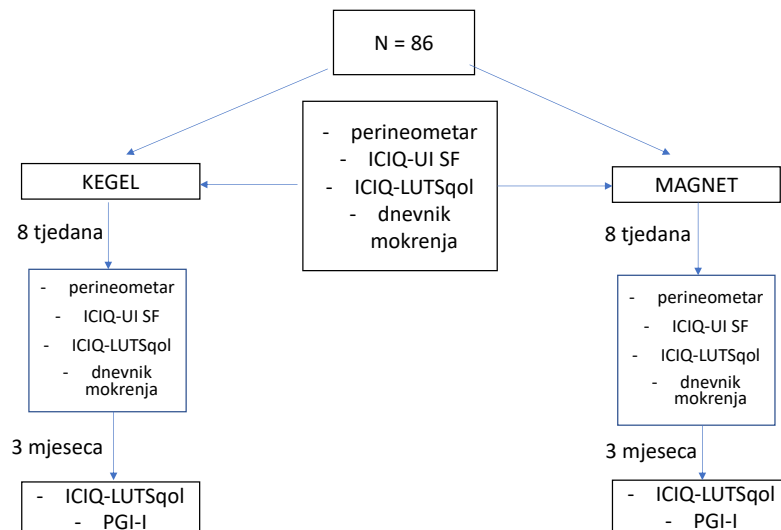 N = 86
- perineometar
- ICIQ-UI SF
- ICIQ-LUTSqol
- dnevnik
mokrenja
KEGEL
MAGNET
8 tjedana
8 tjedana
- perineometar
- ICIQ-UI SF
- ICIQ-LUTSqol
- dnevnik
mokrenja
- perineometar
- ICIQ-UI SF
- ICIQ-LUTSqol
- dnevnik
mokrenja
3 mjeseca
3 mjeseca
- ICIQ-LUTSqol
- PGI-I
- ICIQ-LUTSqol
- PGI-I